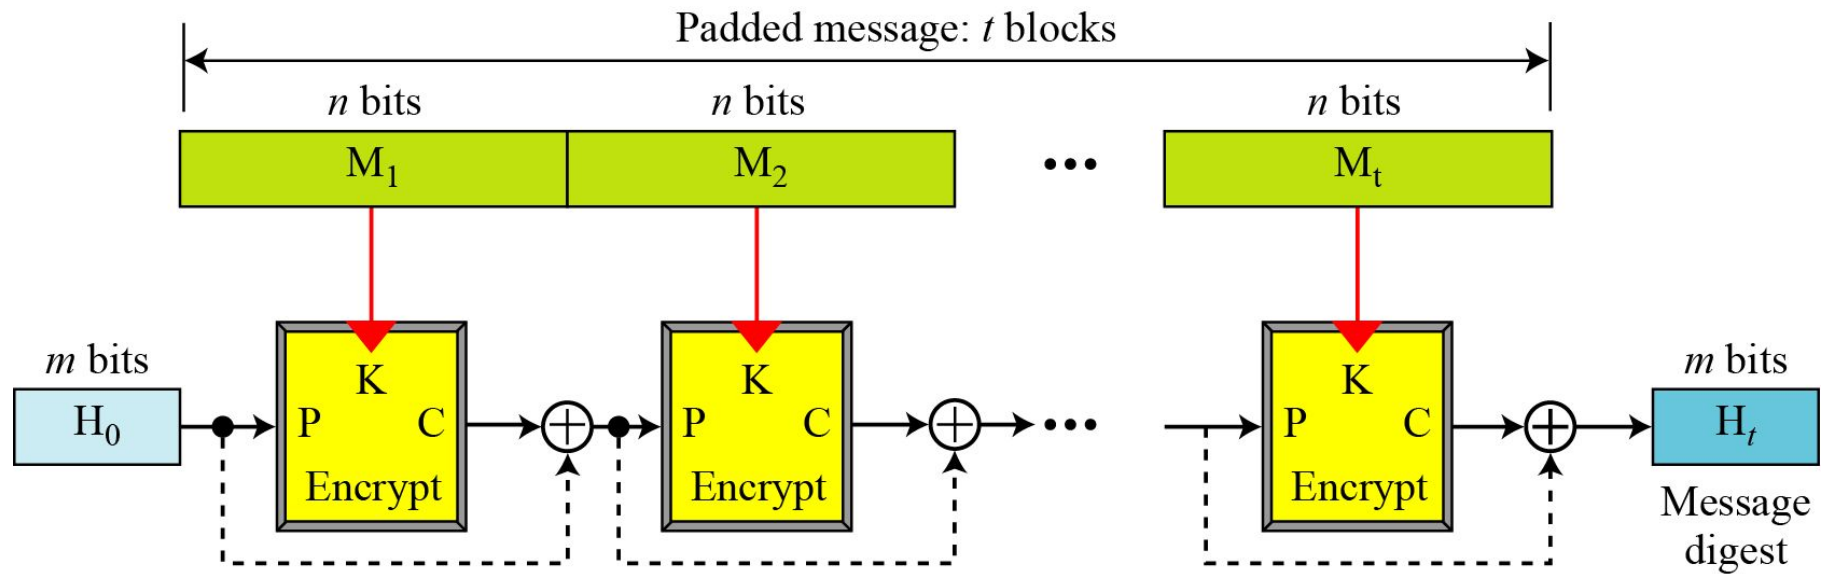 Padded message: t blocks
n bits n bits n bits
M1 M2 ... Mt
m bits K K K m bits
H0 P C P C ... P C Ht
Encrypt Encrypt Encrypt
Message
digest